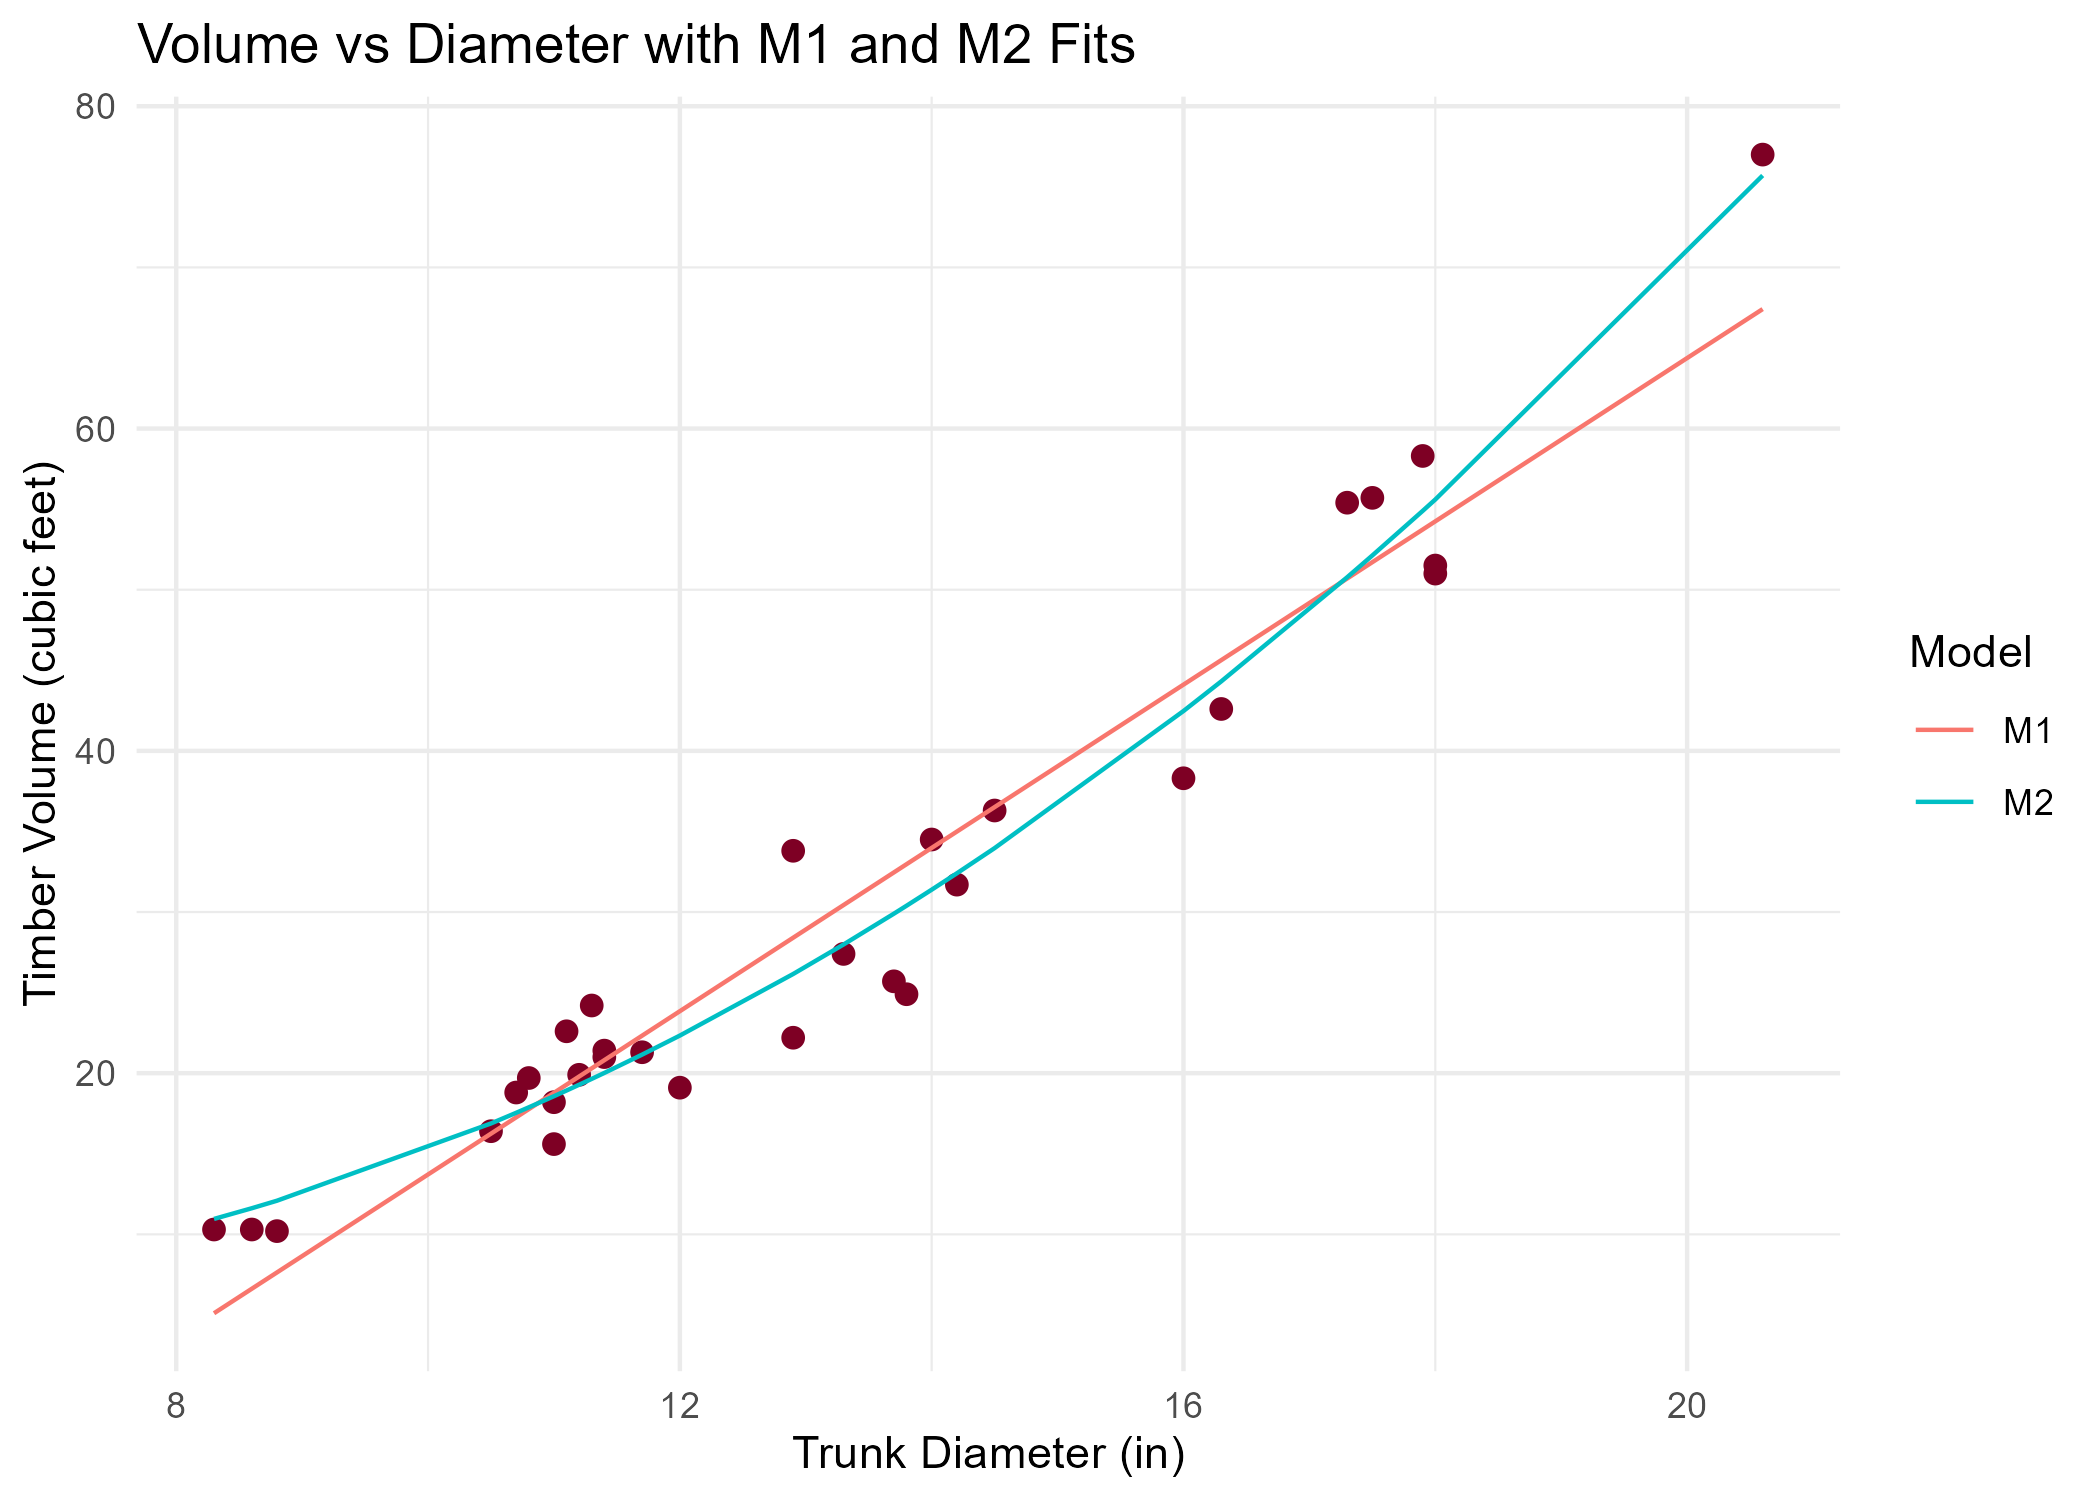 Volume vs Diameter with M1 and M2 Fits
80
60
40
20
Timber Volume (cubic feet)
8
12
16
20
Trunk Diameter (in)
Model
M1
M2